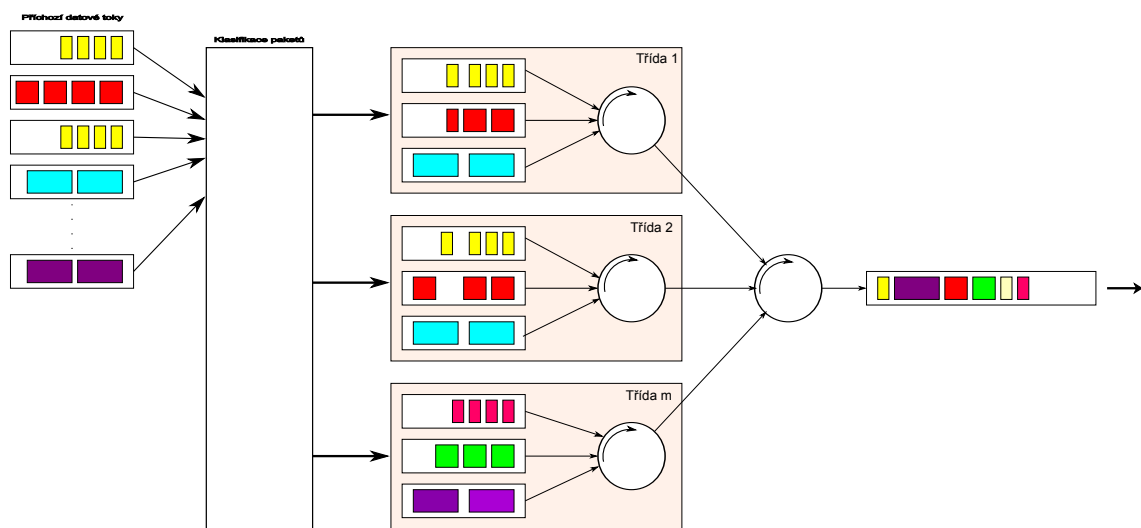 Příchozí datové toky
Klasifikace paketů
Třída 1
Třída 2
Třída m